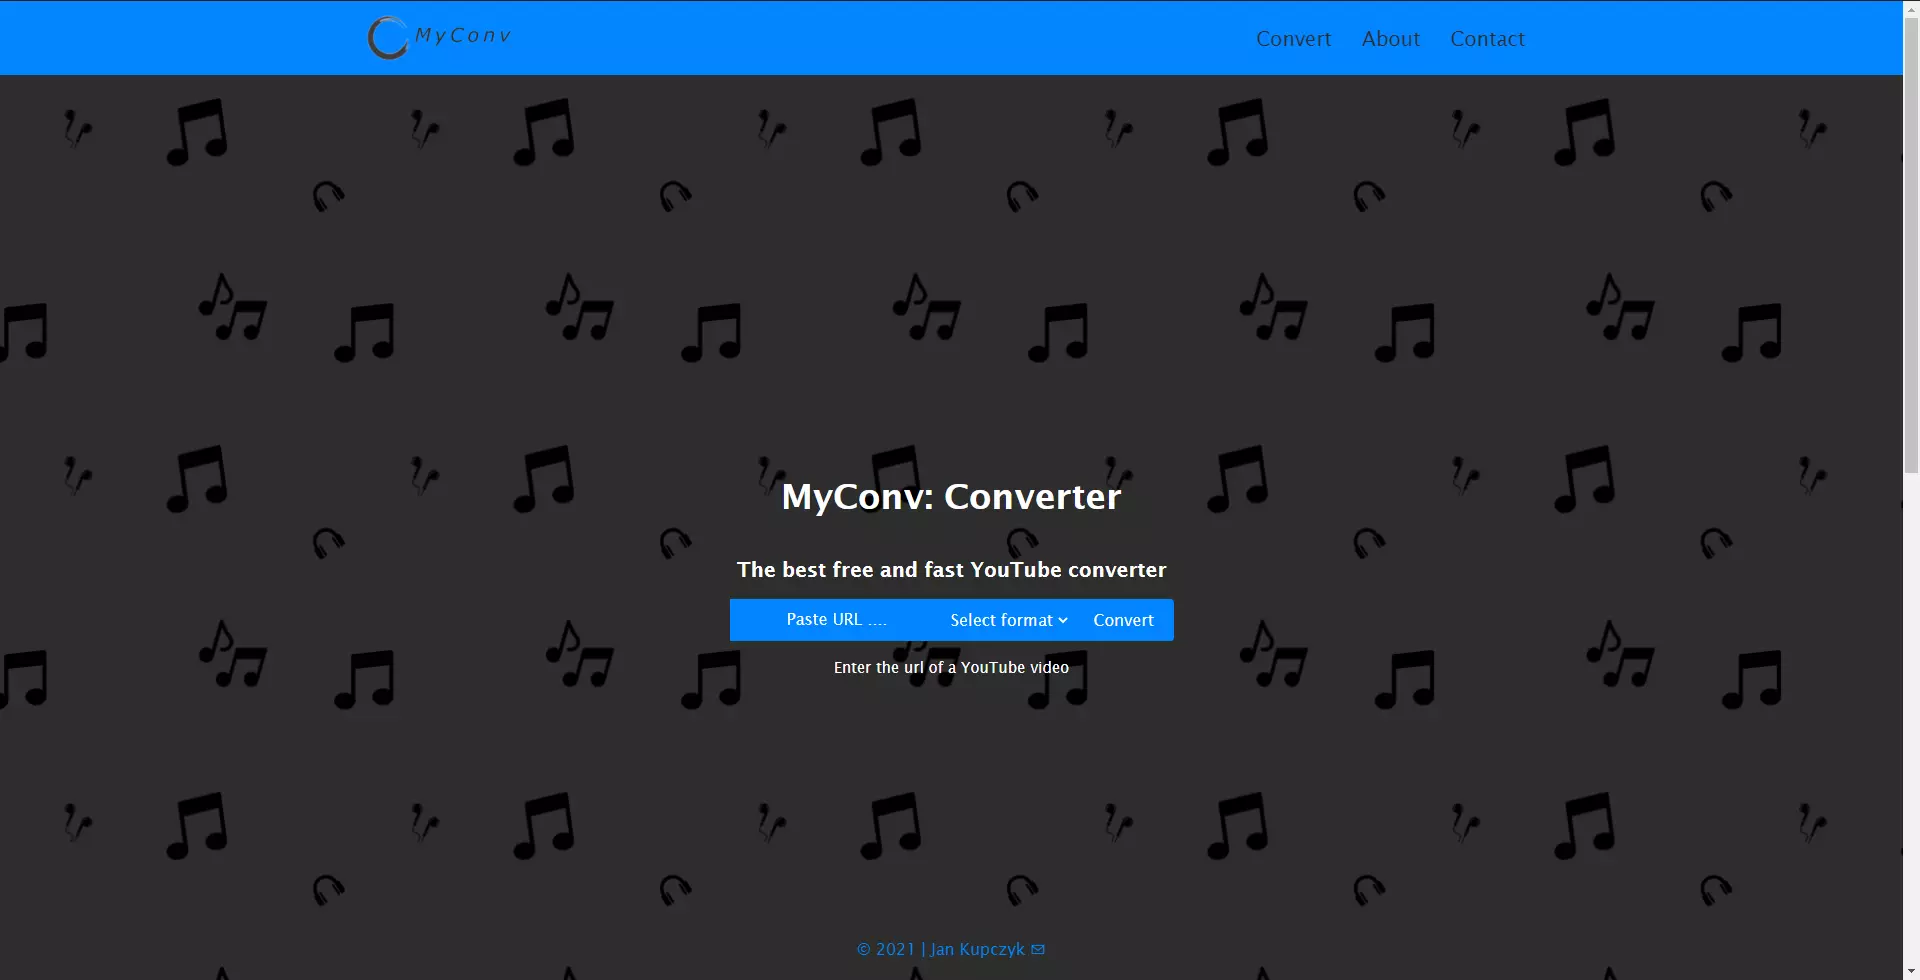 MyConv
Convert About Contact
MyConv: Converter
The best free and fast YouTube converter
Paste URL .... Select format Convert
Enter the url of a YouTube video
© 2021 | Jan Kupczyk